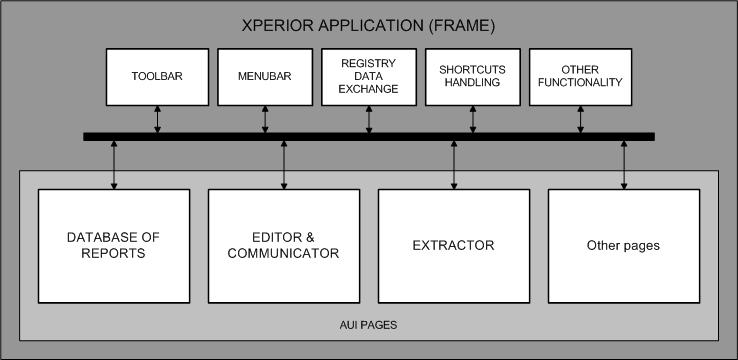 XPERIOR APPLICATION (FRAME)
TOOLBAR
MENUBAR
REGISTRY
DATA
EXCHANGE
SHORTCUTS
HANDLING
OTHER
FUNCTIONALITY
DATABASE OF
REPORTS
EDITOR &
COMMUNICATOR
EXTRACTOR
Other pages
AUI PAGES